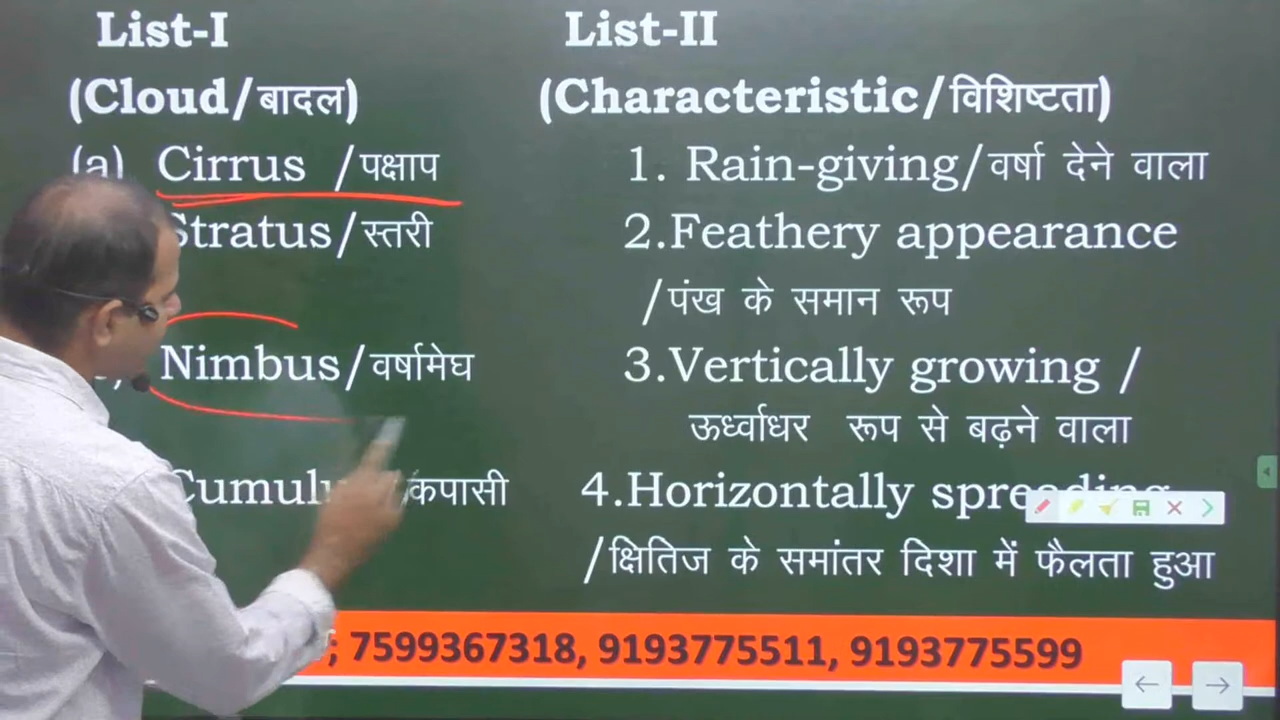 List-I
List-II
(Cloud/बादल)
(Characteristic/विशिष्टता)
(a) Cirrus /पक्षाप
1. Rain-giving/वर्षा देने वाला
Stratus/स्तरी
2.Feathery appearance
/पंख के समान रूप
Nimbus/वर्षामेघ
3.Vertically growing /
ऊर्ध्वाधर रूप से बढ़ने वाला
कपासी
4.Horizontally spreading
/क्षितिज के समांतर दिशा में फैलता हुआ
; 7599367318, 9193775511, 9193775599